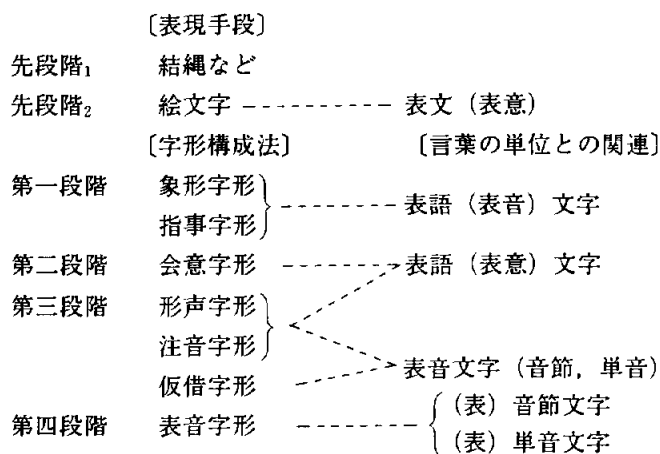 〔表現手段〕
先段階₁ 結縄など
先段階₂ 絵文字 表文（表意）
〔字形構成法〕 〔言葉の単位との関連〕
第一段階 象形字形
表語（表音）文字
指事字形
第二段階 会意字形 表語（表意）文字
第三段階 形声字形
注音字形
表音文字（音節，単音）
仮借字形
（表）音節文字
第四段階 表音字形
（表）単音文字